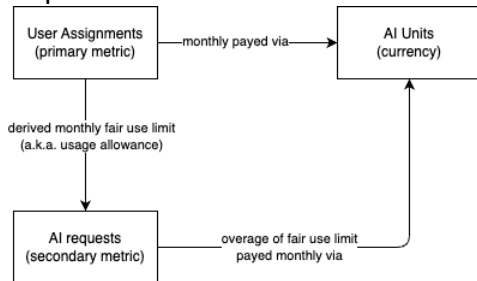 User Assignments
(primary metric)
monthly payed via
AI Units
(currency)
derived monthly fair use limit
(a.k.a. usage allowance)
AI requests
(secondary metric)
overage of fair use limit
payed monthly via